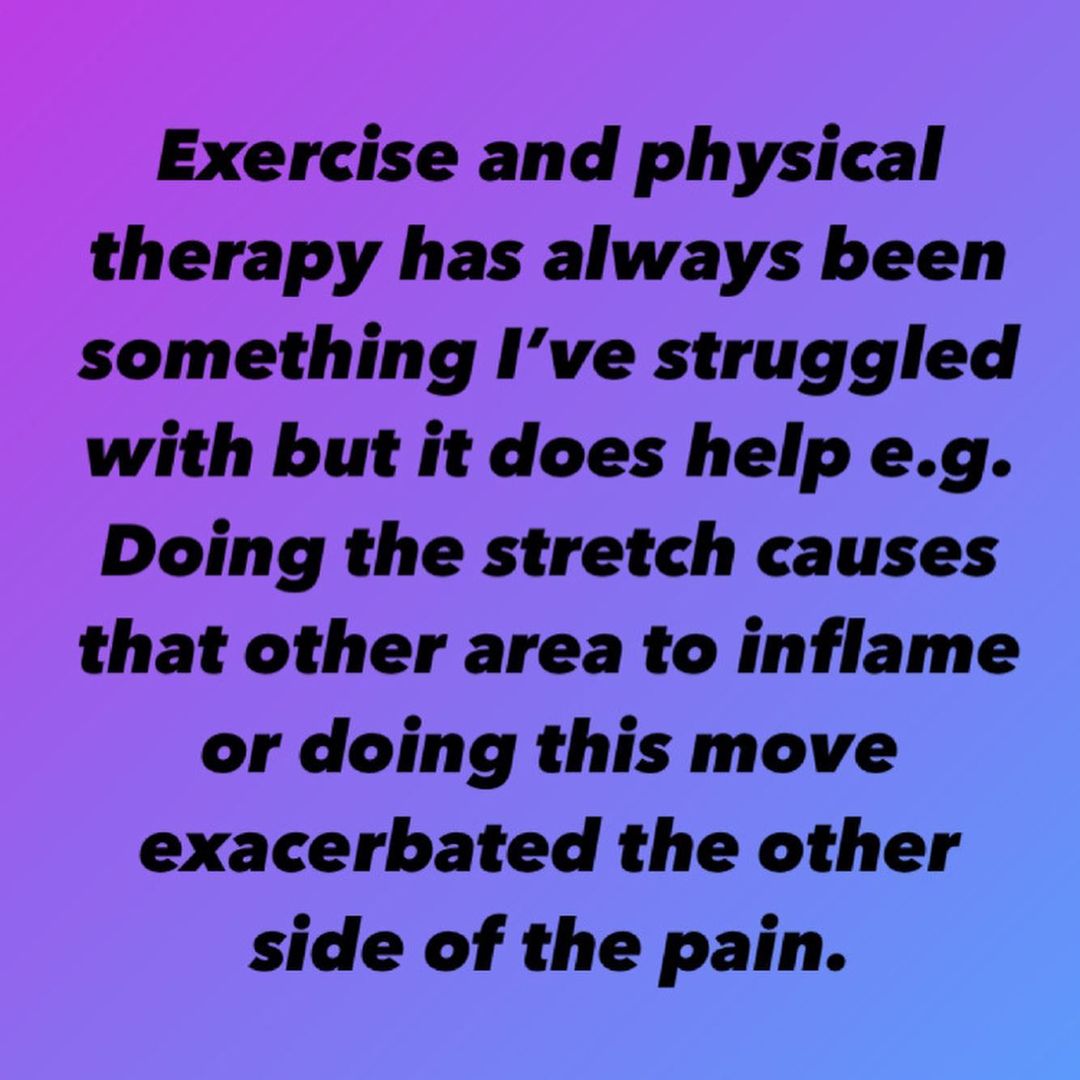 Exercise and physical
therapy has always been
something I’ve struggled
with but it does help e.g.
Doing the stretch causes
that other area to inflame
or doing this move
exacerbated the other
side of the pain.